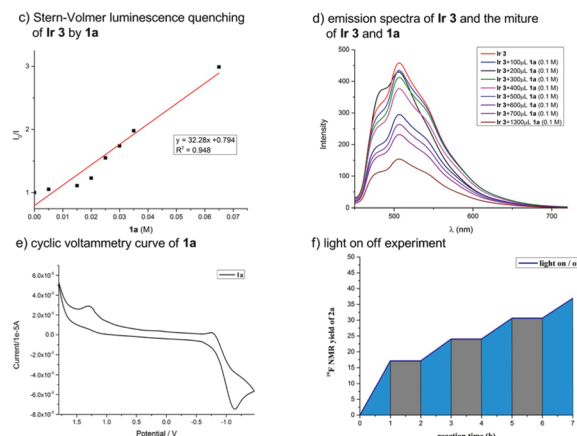 c) Stern-Volmer luminescence quenching
of Ir 3 by 1a
3
2
1
I0/I
y = 32.28x +0.794
R² = 0.948
0.00 0.01 0.02 0.03 0.04 0.05 0.06 0.07
1a (M)
d) emission spectra of Ir 3 and the miture
of Ir 3 and 1a
500
400
300
200
100
0
Intensity
Ir 3
Ir 3+100μL 1a (0.1 M)
Ir 3+200μL 1a (0.1 M)
Ir 3+300μL 1a (0.1 M)
Ir 3+400μL 1a (0.1 M)
Ir 3+500μL 1a (0.1 M)
Ir 3+600μL 1a (0.1 M)
Ir 3+700μL 1a (0.1 M)
Ir 3+1300μL 1a (0.1 M)
500 600 700
λ (nm)
e) cyclic voltammetry curve of 1a
1a
6.0x10⁻⁵
4.0x10⁻⁵
2.0x10⁻⁵
0.0
-2.0x10⁻⁵
-4.0x10⁻⁵
-6.0x10⁻⁵
-8.0x10⁻⁵
Current/1e-5A
1.5 1.0 0.5 0.0 -0.5 -1.0
Potential / V
f) light on off experiment
light on / o
50
45
40
35
30
25
20
15
10
5
0
¹⁹F NMR yield of 2a
0 1 2 3 4 5 6 7
reaction time (h)